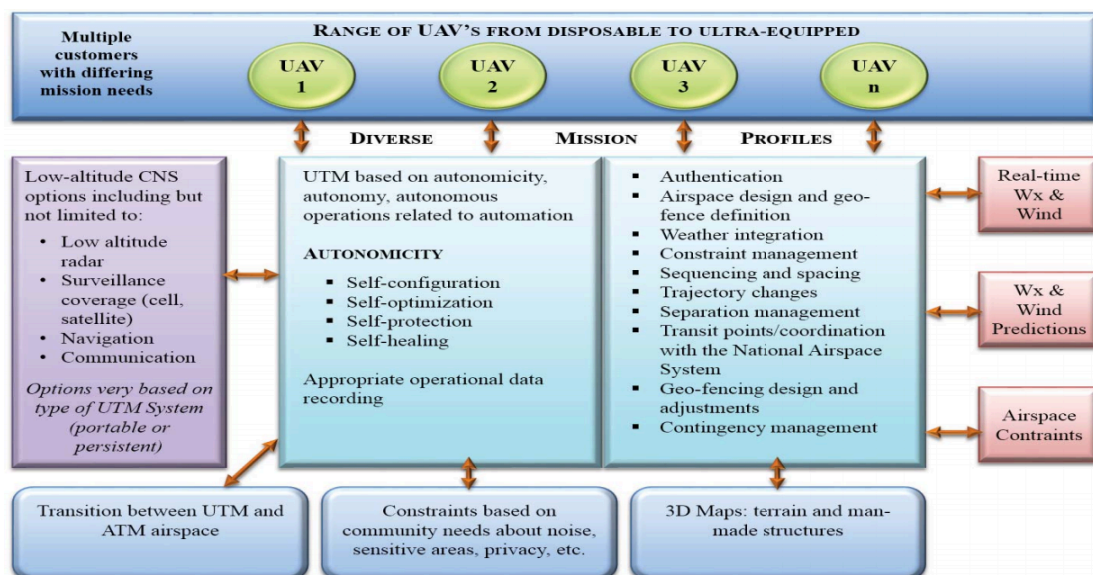 Multiple
customers
with differing
mission needs
RANGE OF UAV'S FROM DISPOSABLE TO ULTRA-EQUIPPED
UAV
1
UAV
2
UAV
3
UAV
n
DIVERSE MISSION PROFILES
Low-altitude CNS
options including but
not limited to:
• Low altitude
radar
• Surveillance
coverage (cell,
satellite)
• Navigation
• Communication
Options very based on
type of UTM System
(portable or
persistent)
UTM based on autonomicity,
autonomy, autonomous
operations related to automation
AUTONOMICITY
▪ Self-configuration
▪ Self-optimization
▪ Self-protection
▪ Self-healing
Appropriate operational data
recording
▪ Authentication
▪ Airspace design and geo-
fence definition
▪ Weather integration
▪ Constraint management
▪ Sequencing and spacing
▪ Trajectory changes
▪ Separation management
▪ Transit points/coordination
with the National Airspace
System
▪ Geo-fencing design and
adjustments
▪ Contingency management
Real-time
Wx &
Wind
Wx &
Wind
Predictions
Airspace
Contraints
Transition between UTM and
ATM airspace
Constraints based on
community needs about noise,
sensitive areas, privacy, etc.
3D Maps: terrain and man-
made structures